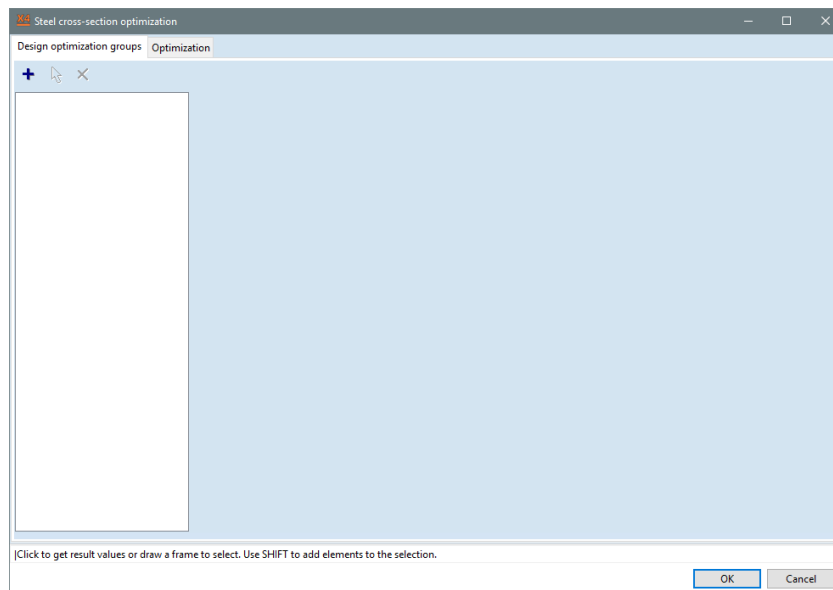 Steel cross-section optimization
Design optimization groups Optimization
Click to get result values or draw a frame to select. Use SHIFT to add elements to the selection.
OK Cancel